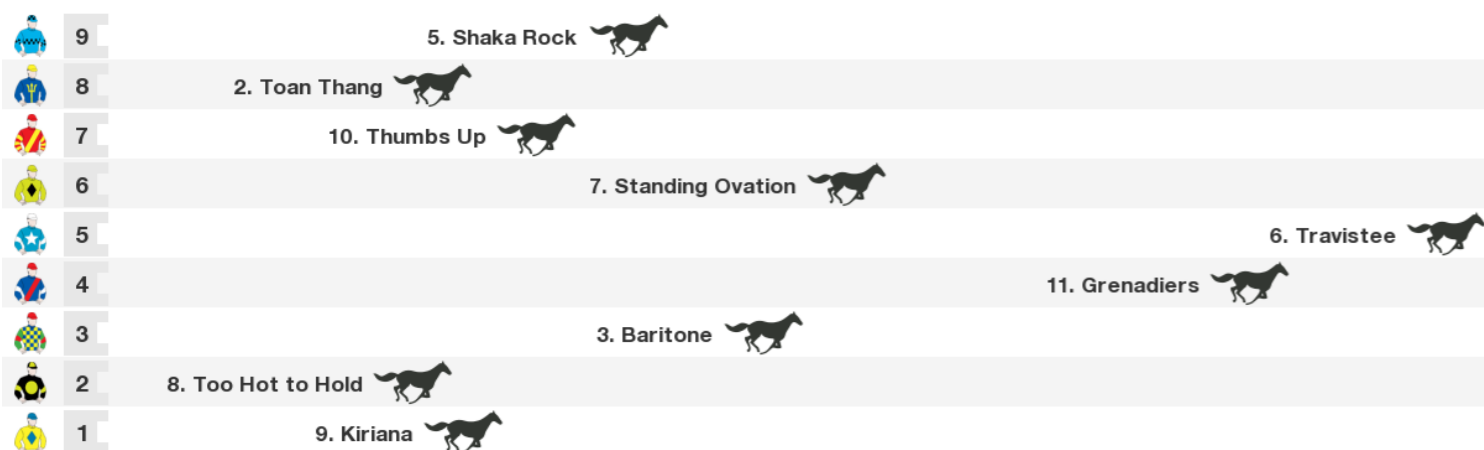 9 5. Shaka Rock
8 2. Toan Thang
7 10. Thumbs Up
6 7. Standing Ovation
5 6. Travistee
4 11. Grenadiers
3 3. Baritone
2 8. Too Hot to Hold
1 9. Kiriana